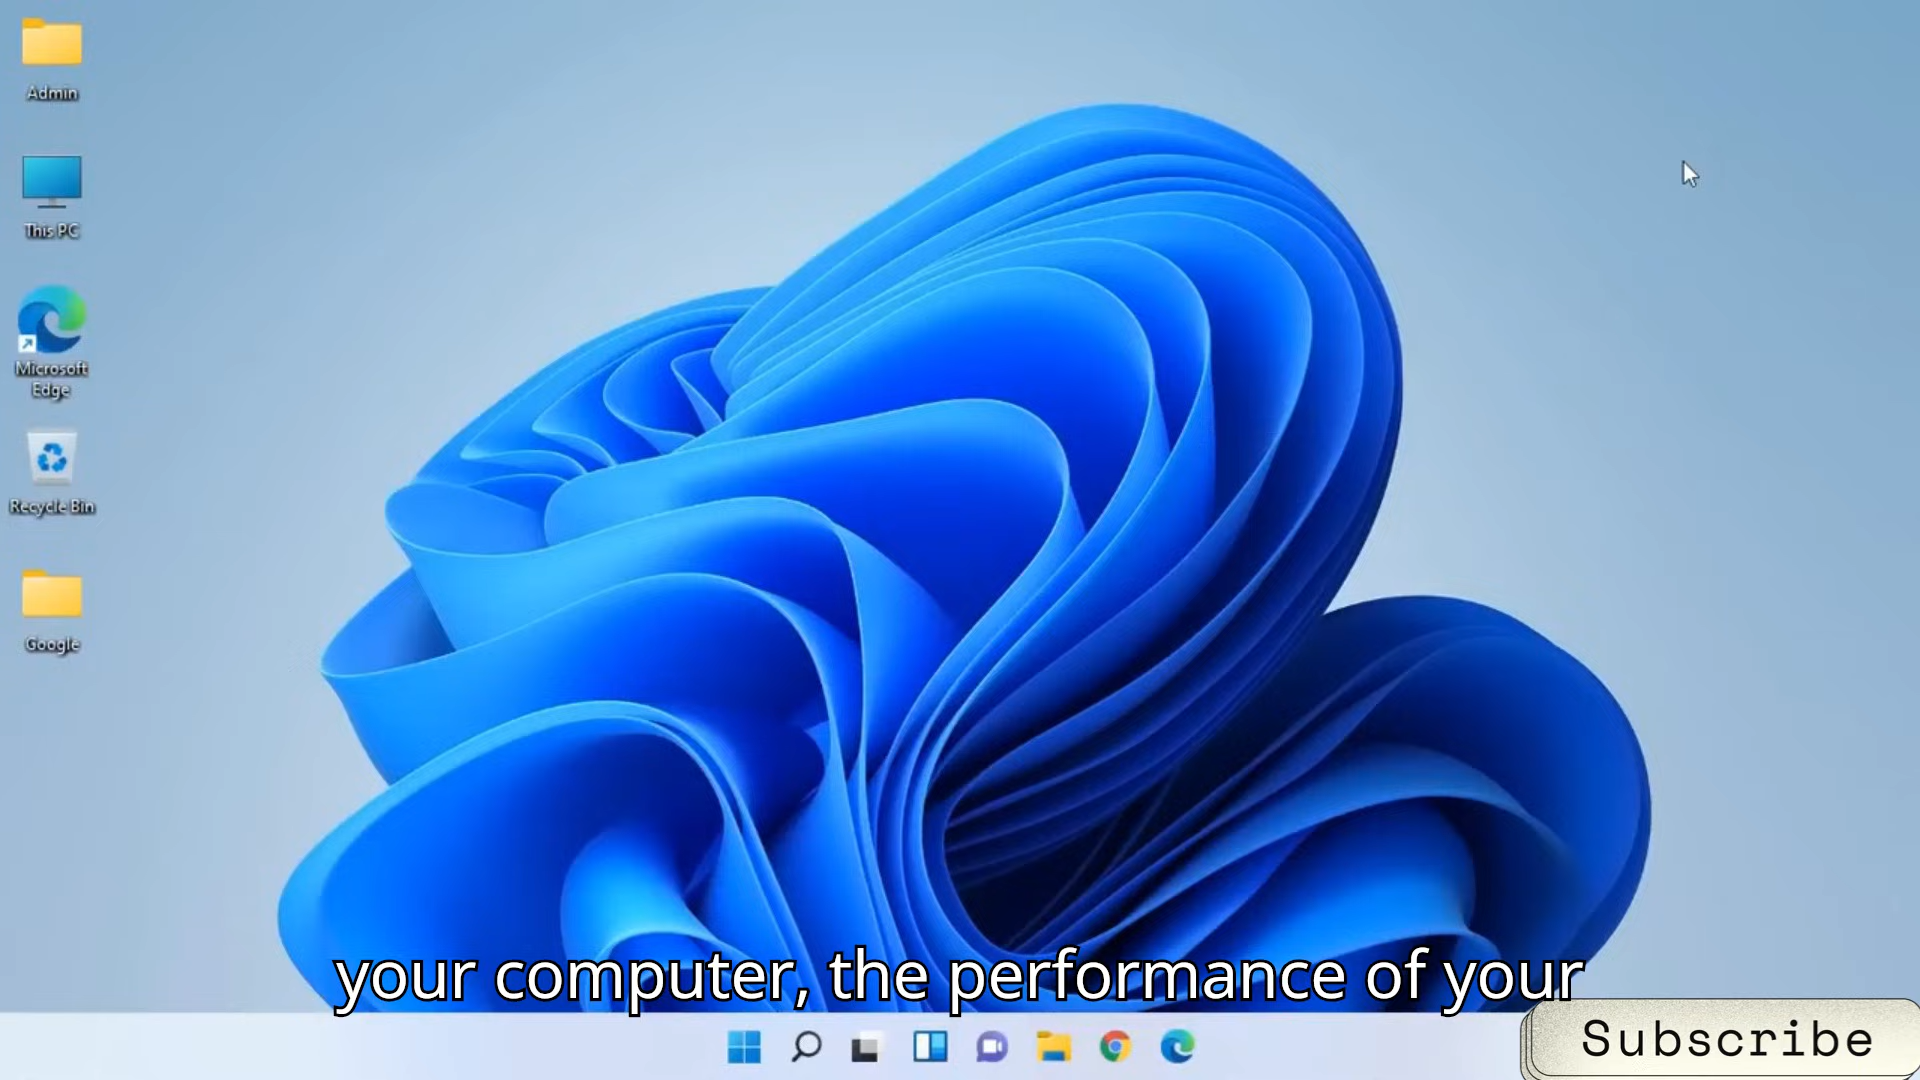 Admin
This PC
Microsoft
Edge
Recycle Bin
Google
your computer, the performance of your
Subscribe